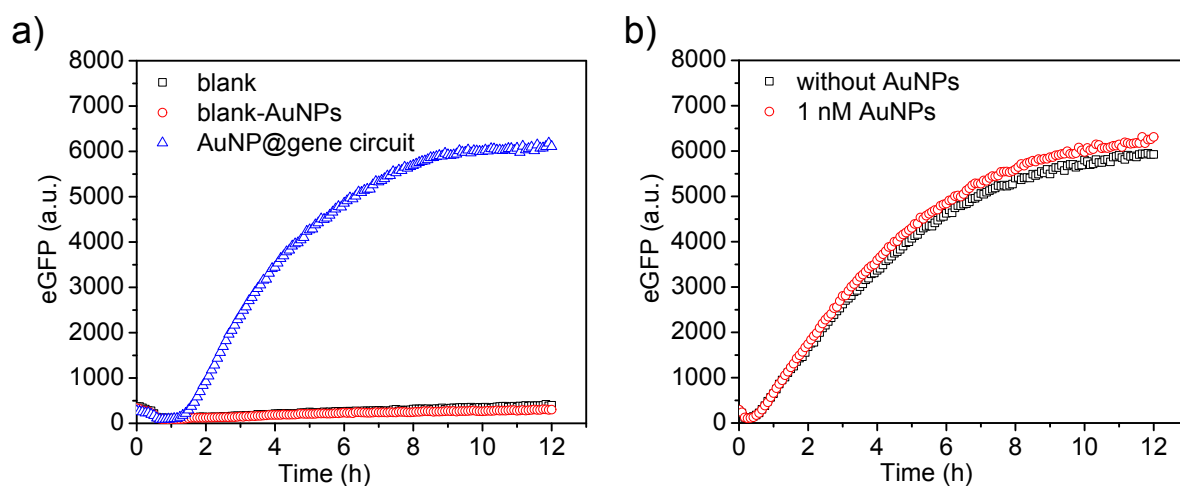 a)
8000
7000
6000
5000
4000
3000
2000
1000
0
eGFP (a.u.)
blank
blank-AuNPs
AuNP@gene circuit
0 2 4 6 8 10 12
Time (h)
b)
8000
7000
6000
5000
4000
3000
2000
1000
0
eGFP (a.u.)
without AuNPs
1 nM AuNPs
0 2 4 6 8 10 12
Time (h)